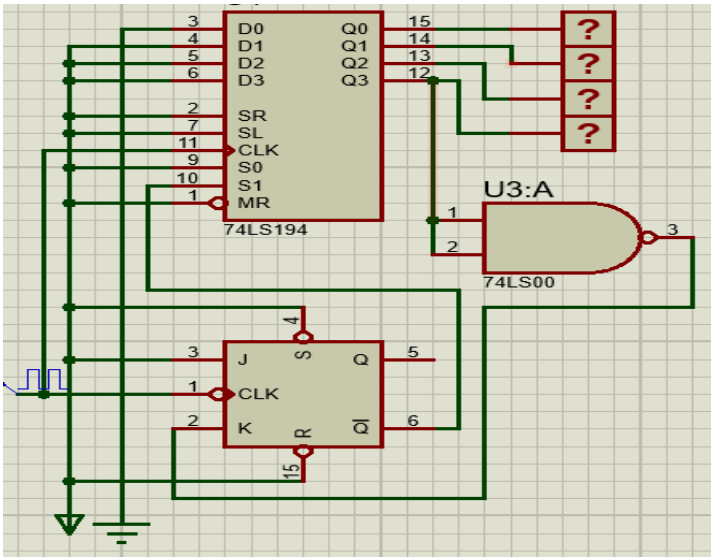 3 D0 Q0 15 ?
4 D1 Q1 14 ?
5 D2 Q2 13 ?
6 D3 Q3 12 ?
2 SR
7 SL
11 CLK
9 S0
10 S1
1 MR
74LS194
U3:A
1
2
3
74LS00
4
S
3 J Q 5
1 CLK
2 K Q 6
R
15